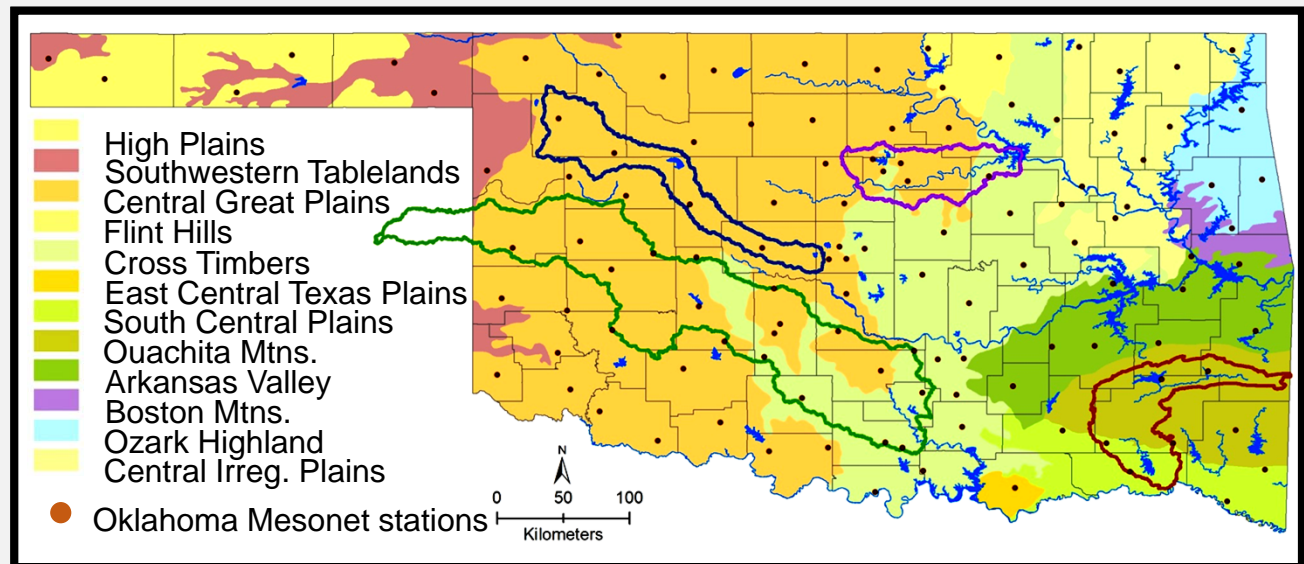 High Plains
Southwestern Tablelands
Central Great Plains
Flint Hills
Cross Timbers
East Central Texas Plains
South Central Plains
Ouachita Mtns.
Arkansas Valley
Boston Mtns.
Ozark Highland
Central Irreg. Plains
Oklahoma Mesonet stations
N
0 50 100
Kilometers